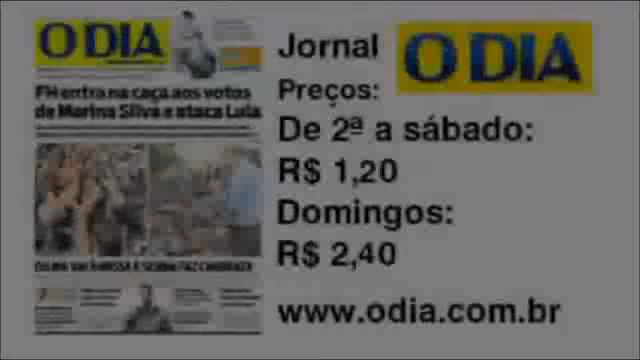 O DIA
FH entra na caça aos votos
de Marina Silva e ataca Lula
Jornal O DIA
Preços:
De 2ª a sábado:
R$ 1,20
Domingos:
R$ 2,40
www.odia.com.br